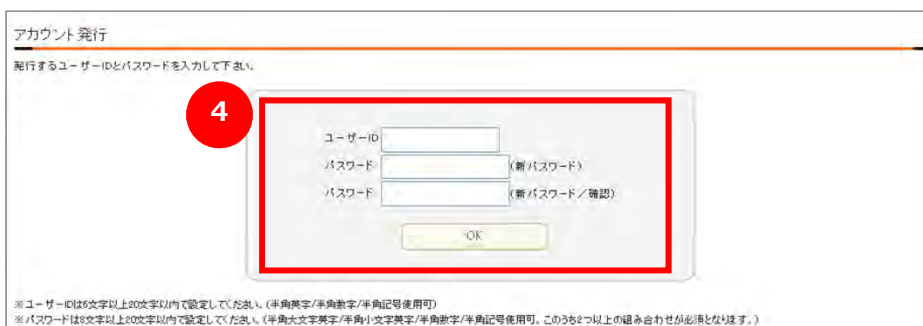 アカウント発行
発行するユーザーIDとパスワードを入力して下さい。
4
ユーザーID
パスワード (新パスワード)
パスワード (新パスワード/確認)
OK
※ユーザーIDは6文字以上20文字以内で設定してください。(半角英字/半角数字/半角記号使用可)
※パスワードは8文字以上20文字以内で設定してください。(半角大文字英字/半角小文字英字/半角数字/半角記号使用可。このうち2つ以上の組み合わせが必須となります。)